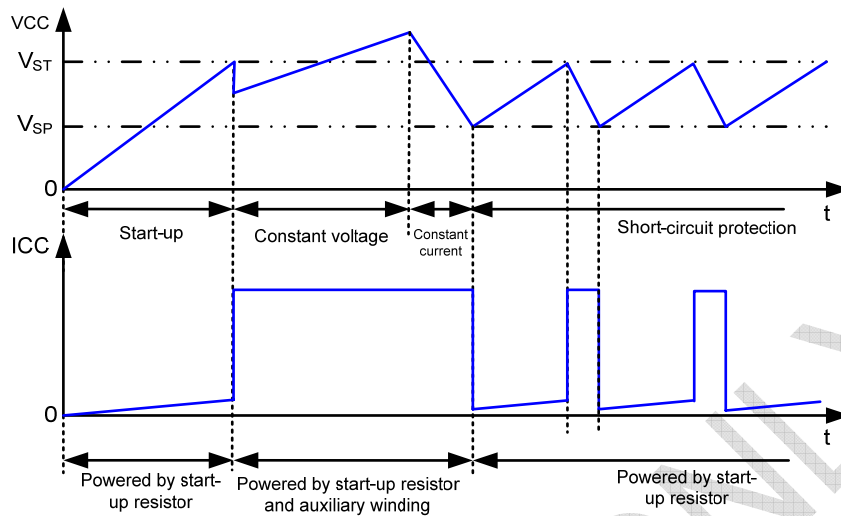 VCC
VST
VSP
0
t
Start-up
Constant voltage
Constant
current
Short-circuit protection
ICC
0
t
Powered by start-
up resistor
Powered by start-up resistor
and auxiliary winding
Powered by start-
up resistor
NLY